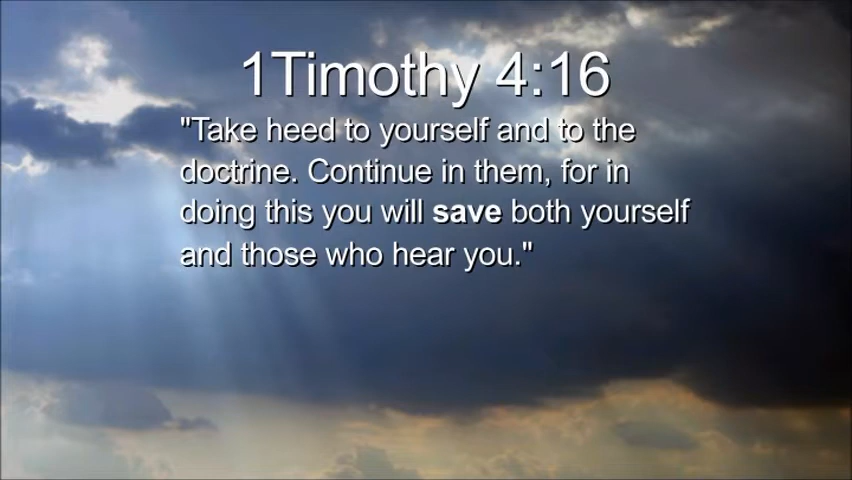 1Timothy 4:16
"Take heed to yourself and to the
doctrine. Continue in them, for in
doing this you will save both yourself
and those who hear you."